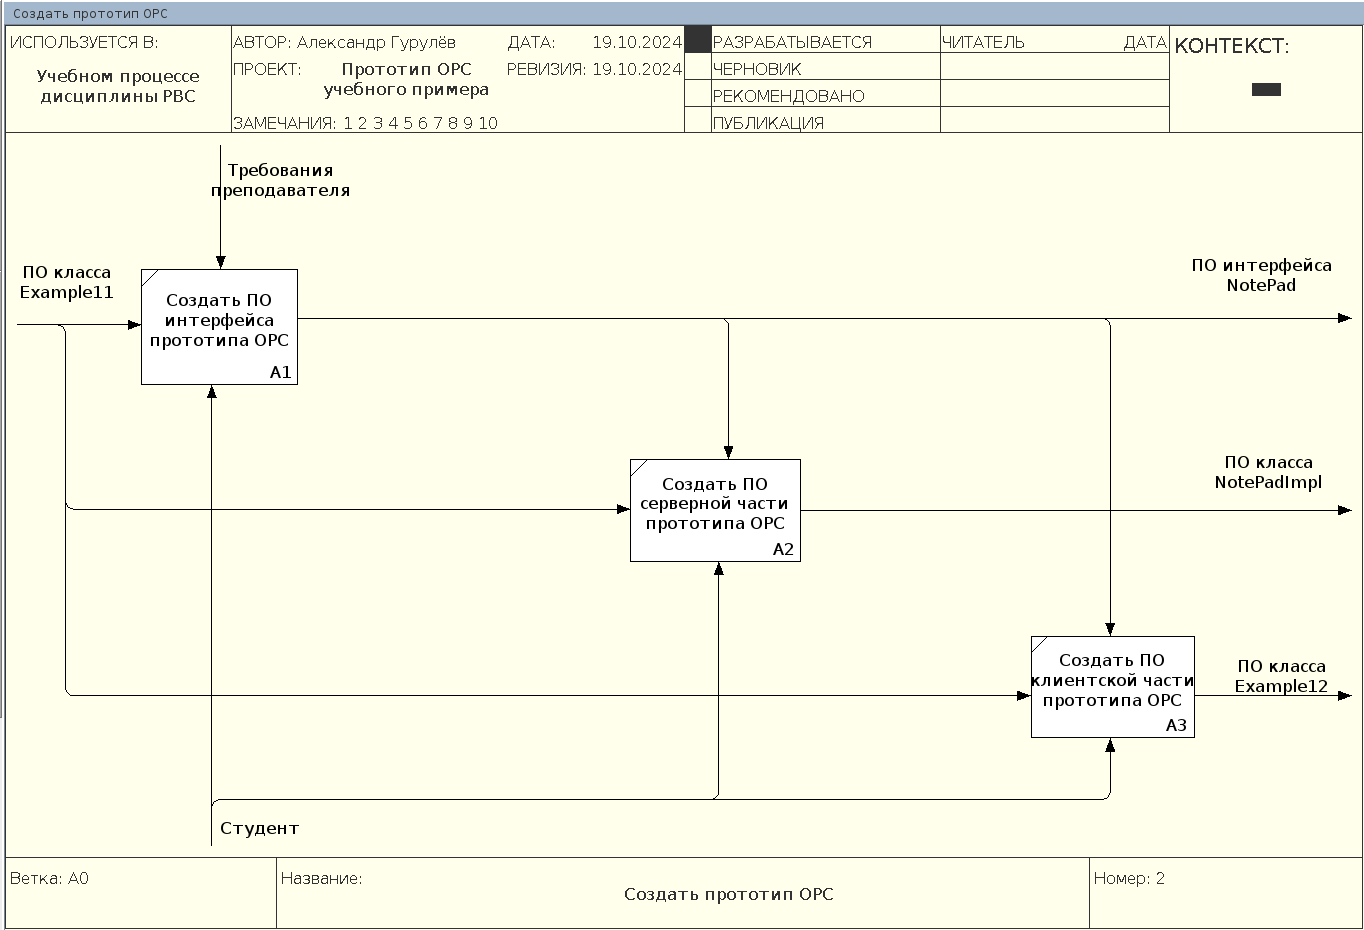 Создать прототип ОРС
ИСПОЛЬЗУЕТСЯ В:
Учебном процессе
дисциплины РВС
АВТОР: Александр Гурулёв
ДАТА: 19.10.2024
ПРОЕКТ: Прототип ОРС
учебного примера
РЕВИЗИЯ: 19.10.2024
ЗАМЕЧАНИЯ: 1 2 3 4 5 6 7 8 9 10
РАЗРАБАТЫВАЕТСЯ
ЧЕРНОВИК
РЕКОМЕНДОВАНО
ПУБЛИКАЦИЯ
ЧИТАТЕЛЬ ДАТА
КОНТЕКСТ:
Требования
преподавателя
ПО класса
Example11
Создать ПО
интерфейса
прототипа ОРС
A1
ПО интерфейса
NotePad
Создать ПО
серверной части
прототипа ОРС
A2
ПО класса
NotePadImpl
Создать ПО
клиентской части
прототипа ОРС
A3
ПО класса
Example12
Студент
Ветка: A0
Название:
Создать прототип ОРС
Номер: 2